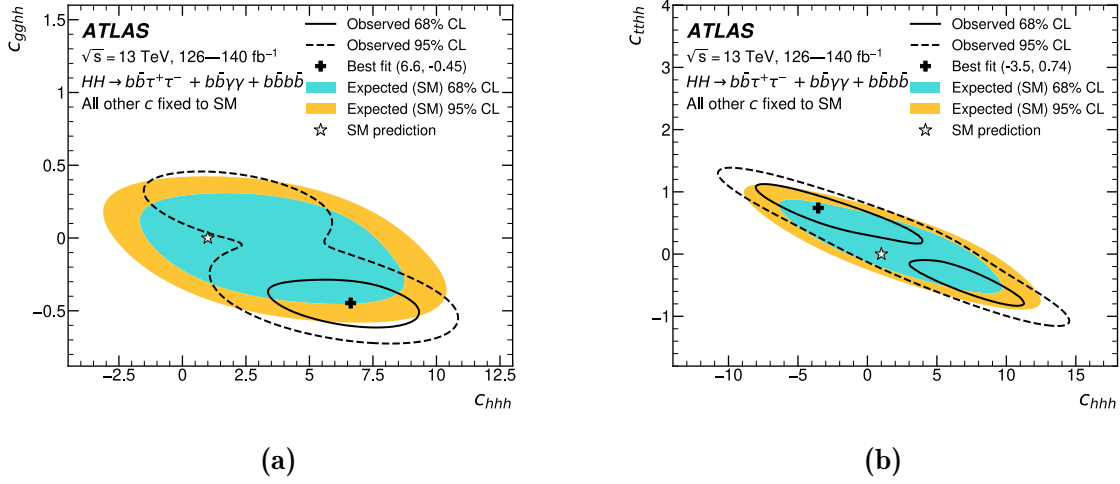 ATLAS
√s = 13 TeV, 126—140 fb⁻¹
HH → bb̄τ⁺τ⁻ + bb̄γγ + bb̄bb̄
All other c fixed to SM
Observed 68% CL
Observed 95% CL
Best fit (6.6, -0.45)
Expected (SM) 68% CL
Expected (SM) 95% CL
SM prediction
c_gghh
1.5
1.0
0.5
0
−0.5
−2.5 0 2.5 5 7.5 10 12.5
c_hhh
(a)
ATLAS
√s = 13 TeV, 126—140 fb⁻¹
HH → bb̄τ⁺τ⁻ + bb̄γγ + bb̄bb̄
All other c fixed to SM
Observed 68% CL
Observed 95% CL
Best fit (-3.5, 0.74)
Expected (SM) 68% CL
Expected (SM) 95% CL
SM prediction
c_tthh
4
3
2
1
0
−1
−10 −5 0 5 10 15
c_hhh
(b)